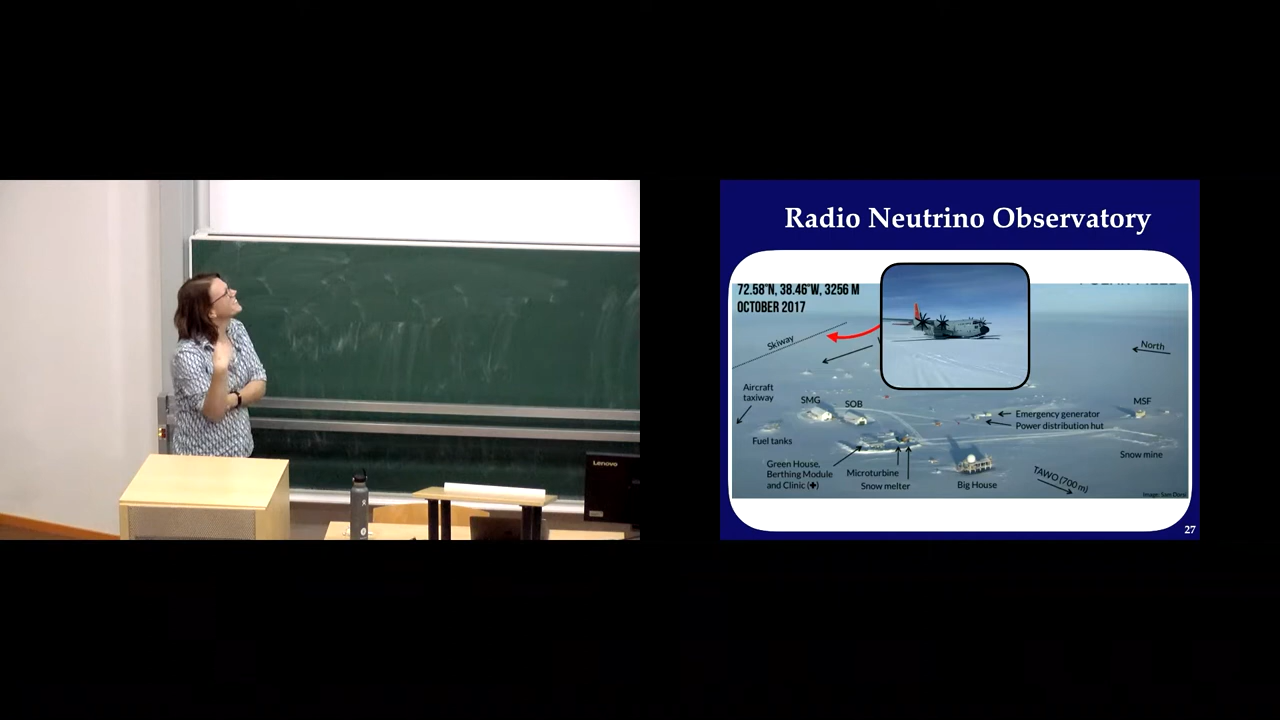 Lenovo
Radio Neutrino Observatory
72.58°N, 38.46°W, 3256 M
OCTOBER 2017
Skiway
North
Aircraft
taxiway
SMG
SOB
MSF
Emergency generator
Power distribution hut
Fuel tanks
Snow mine
Green House,
Berthing Module
and Clinic (✚)
Microturbine
Snow melter
Big House
TAWO (700 m)
27